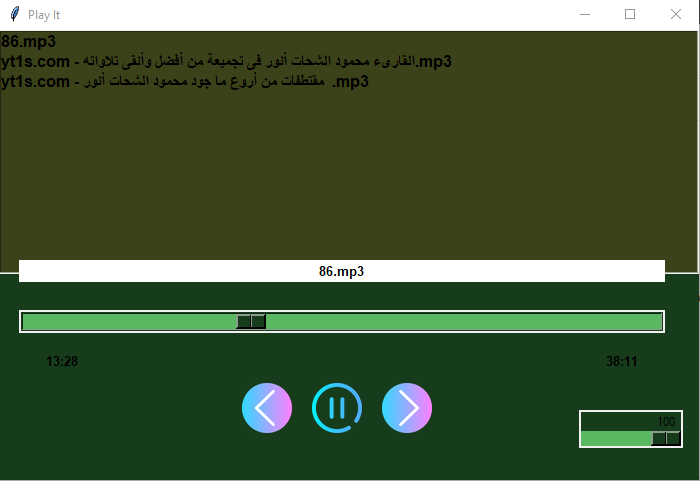 Play It
86.mp3
yt1s.com - القارىء محمود الشحات أنور فى تجميعة من أفضل وأنقى تلاواته.mp3
yt1s.com - مقتطفات من أروع ما جود محمود الشحات أنور .mp3
86.mp3
13:28
38:11
100